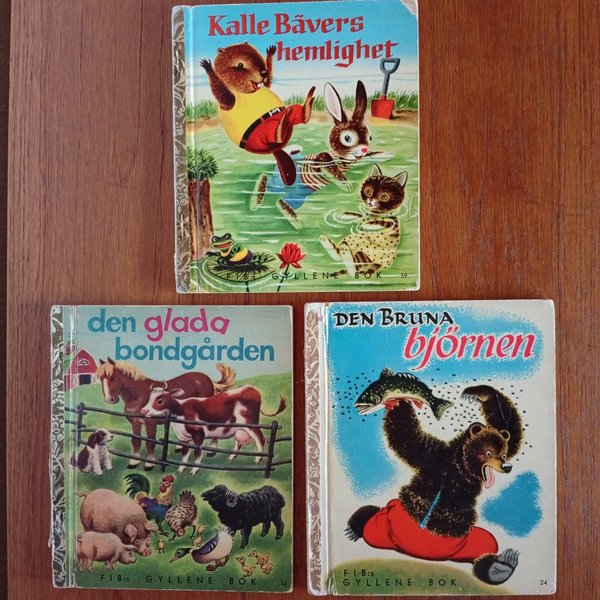 Kalle Bävers
hemlighet
FIB:s GYLLENE BOK 59
den glada
bondgården
FIB:s GYLLENE BOK 14
DEN BRUNA
björnen
FIB:s
GYLLENE BOK 24